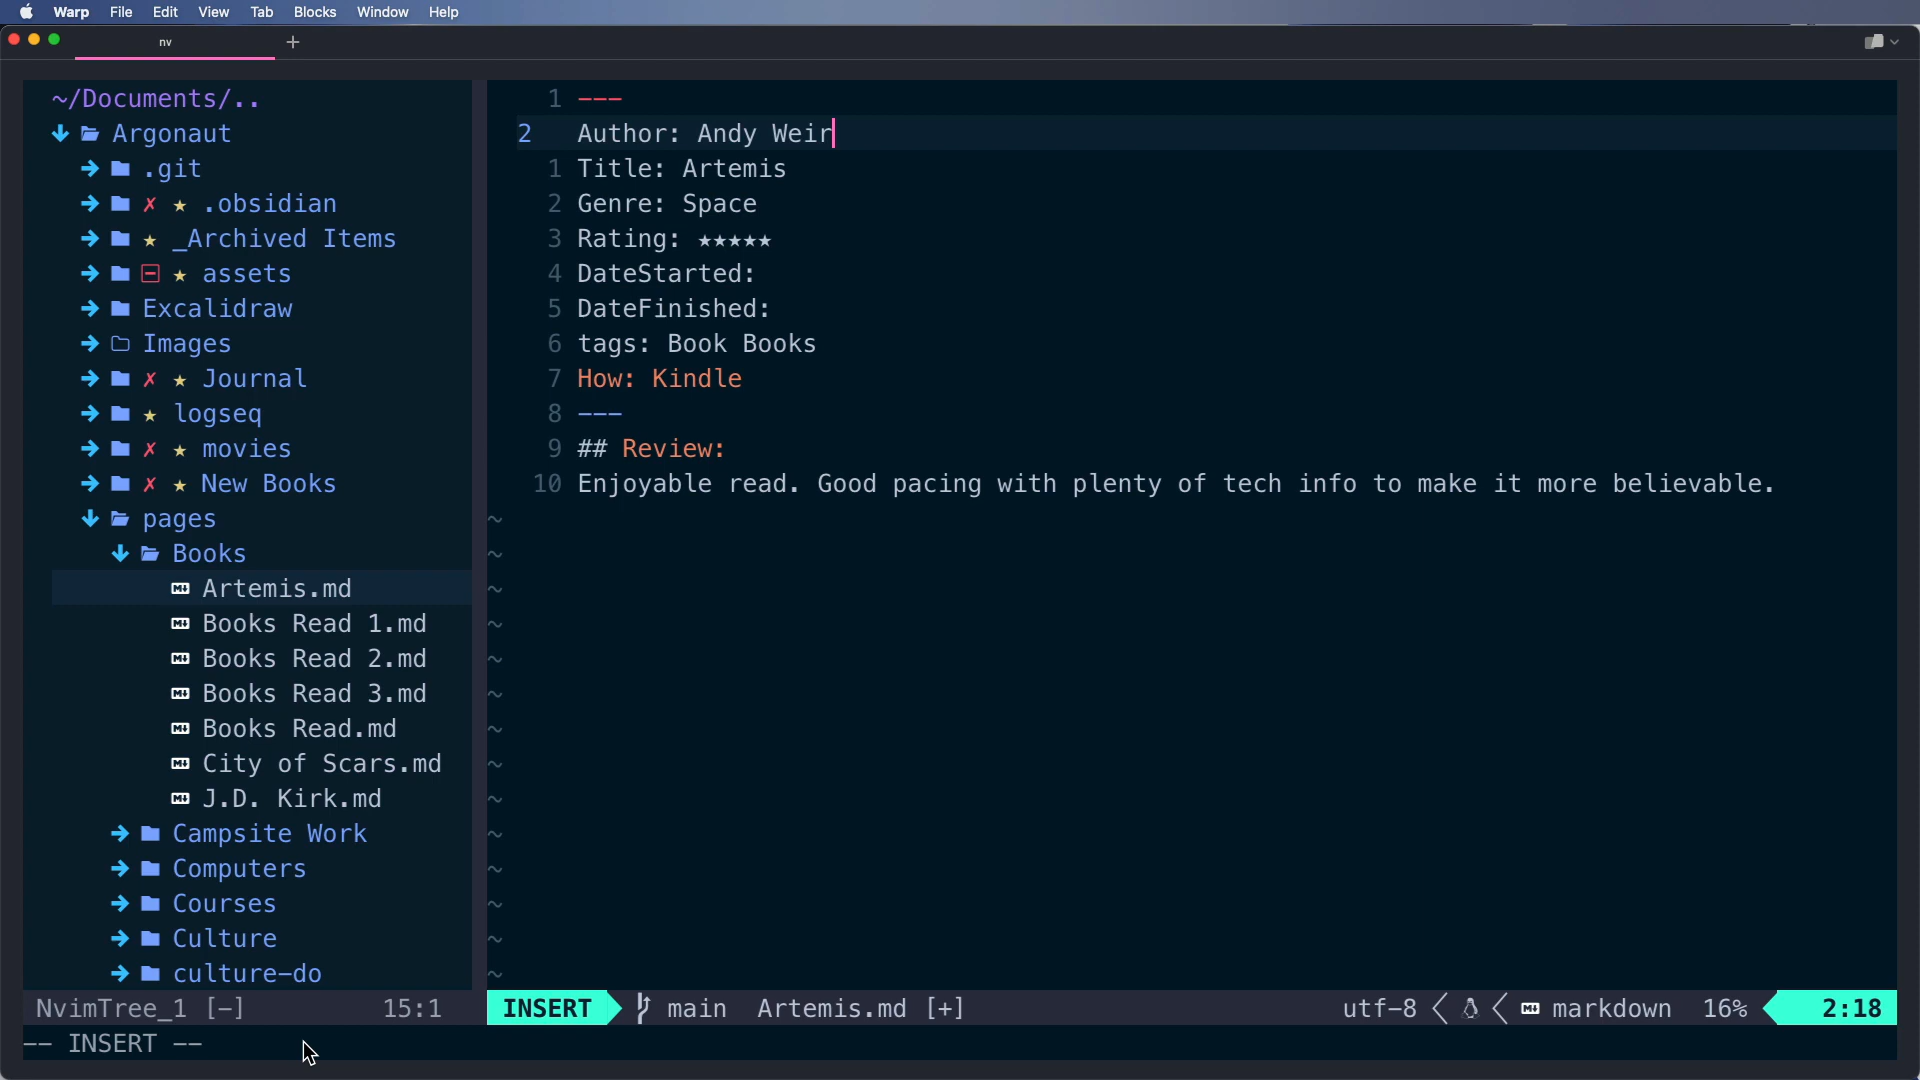 Warp File Edit View Tab Blocks Window Help
nv +
~/Documents/..
Argonaut
.git
✗ ★ .obsidian
★ _Archived Items
★ assets
Excalidraw
Images
✗ ★ Journal
★ logseq
✗ ★ movies
✗ ★ New Books
pages
Books
Artemis.md
Books Read 1.md
Books Read 2.md
Books Read 3.md
Books Read.md
City of Scars.md
J.D. Kirk.md
Campsite Work
Computers
Courses
Culture
culture-do
NvimTree_1 [-] 15:1
1 ---
2 Author: Andy Weir
1 Title: Artemis
2 Genre: Space
3 Rating: ★★★★★
4 DateStarted:
5 DateFinished:
6 tags: Book Books
7 How: Kindle
8 ---
9 ## Review:
10 Enjoyable read. Good pacing with plenty of tech info to make it more believable.
~
~
~
~
~
~
~
~
~
~
~
~
~
~
INSERT main Artemis.md [+] utf-8 markdown 16% 2:18
-- INSERT --